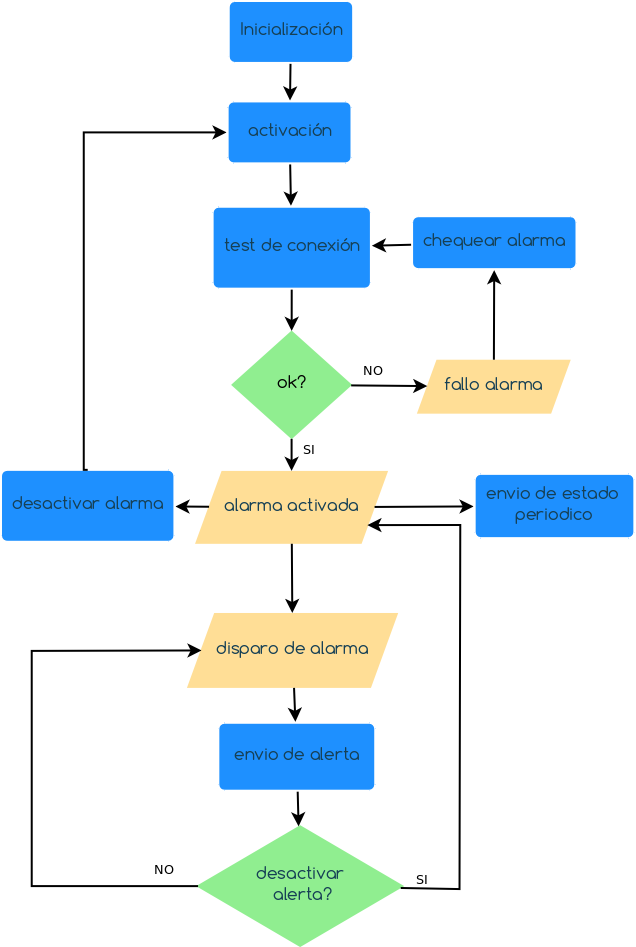 Inicialización
activación
test de conexión
chequear alarma
ok?
NO
fallo alarma
SI
desactivar alarma
alarma activada
envio de estado
periodico
disparo de alarma
envio de alerta
NO
desactivar
alerta?
SI